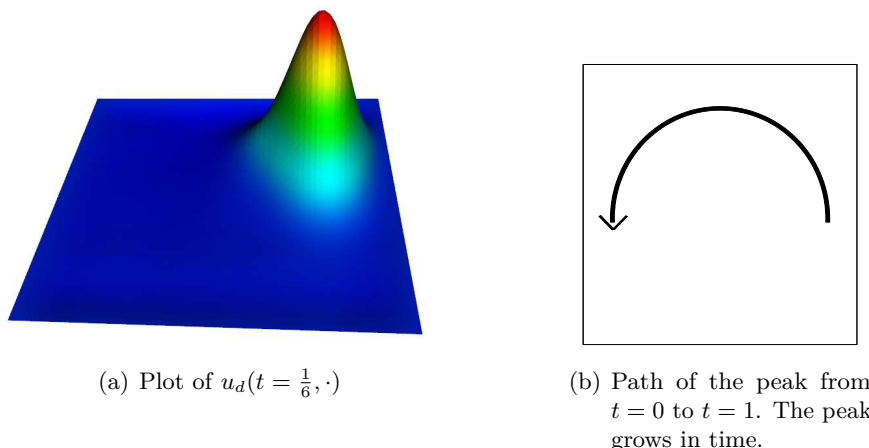 (a) Plot of u_d(t = 1/6, ·)
(b) Path of the peak from
t = 0 to t = 1. The peak
grows in time.